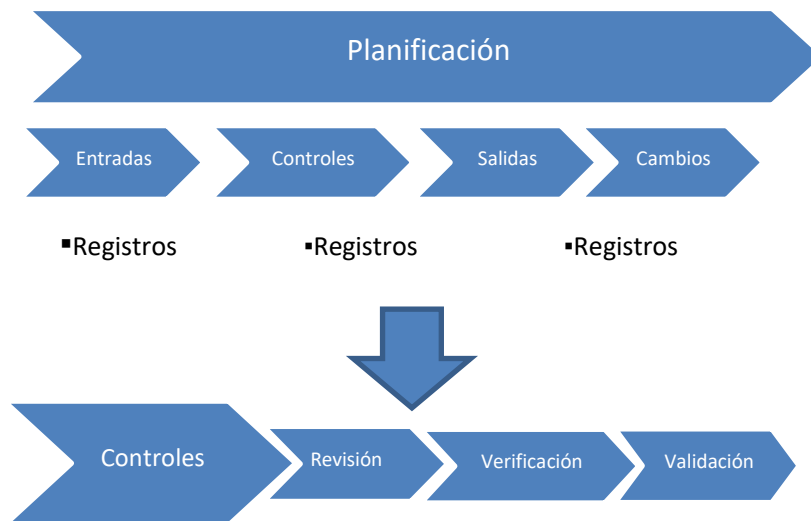 Planificación
Entradas Controles Salidas Cambios
▪Registros ▪Registros ▪Registros
Controles Revisión Verificación Validación